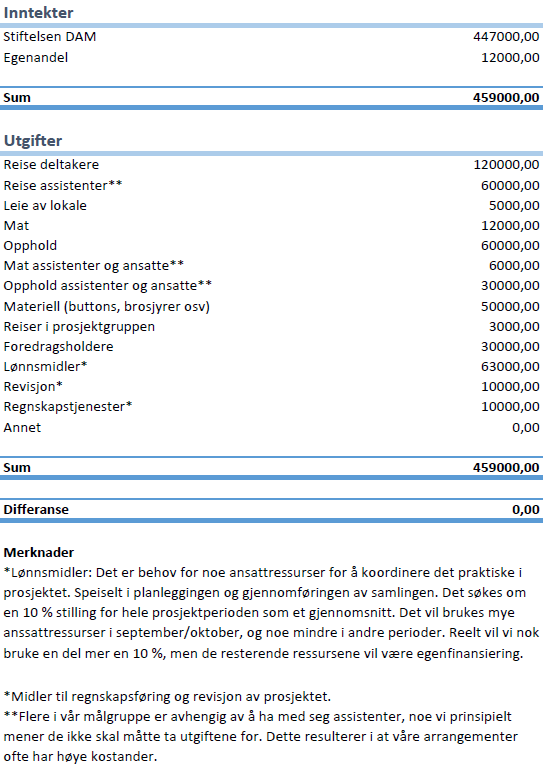 Inntekter
Stiftelsen DAM 447000,00
Egenandel 12000,00
Sum 459000,00
Utgifter
Reise deltakere 120000,00
Reise assistenter** 60000,00
Leie av lokale 5000,00
Mat 12000,00
Opphold 60000,00
Mat assistenter og ansatte** 6000,00
Opphold assistenter og ansatte** 30000,00
Materiell (buttons, brosjyrer osv) 50000,00
Reiser i prosjektgruppen 3000,00
Foredragsholdere 30000,00
Lønnsmidler* 63000,00
Revisjon* 10000,00
Regnskapstjenester* 10000,00
Annet 0,00
Sum 459000,00
Differanse 0,00
Merknader
*Lønnsmidler: Det er behov for noe ansattressurser for å koordinere det praktiske i
prosjektet. Speiselt i planleggingen og gjennomføringen av samlingen. Det søkes om
en 10 % stilling for hele prosjektperioden som et gjennomsnitt. Det vil brukes mye
anssattressurser i september/oktober, og noe mindre i andre perioder. Reelt vil vi nok
bruke en del mer en 10 %, men de resterende ressursene vil være egenfinansiering.
*Midler til regnskapsføring og revisjon av prosjektet.
**Flere i vår målgruppe er avhengig av å ha med seg assistenter, noe vi prinsipielt
mener de ikke skal måtte ta utgiftene for. Dette resulterer i at våre arrangementer
ofte har høye kostander.